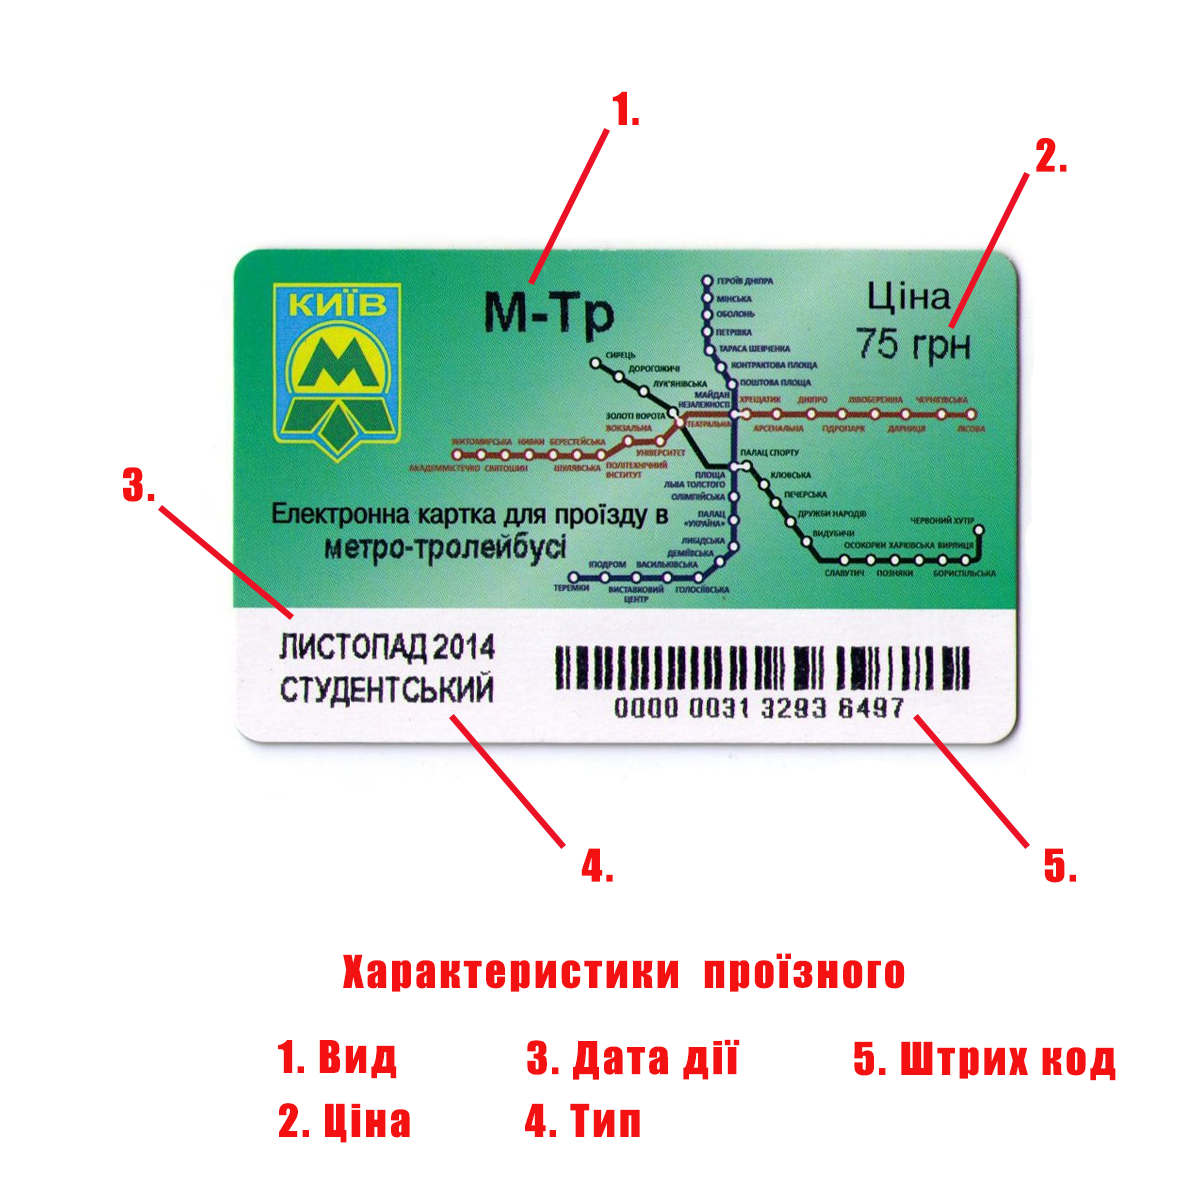 1.
2.
КИЇВ
М
М-Тр
Ціна
75 грн
ГЕРОЇВ ДНІПРА
МІНСЬКА
ОБОЛОНЬ
ПЕТРІВКА
ТАРАСА ШЕВЧЕНКА
КОНТРАКТОВА ПЛОЩА
ПОШТОВА ПЛОЩА
СИРЕЦЬ
ДОРОГОЖИЧІ
ЛУК'ЯНІВСЬКА
ЗОЛОТІ ВОРОТА
МАЙДАН
НЕЗАЛЕЖНОСТІ
ТЕАТРАЛЬНА
ХРЕЩАТИК
ДНІПРО
ЛІВОБЕРЕЖНА
ЧЕРНІГІВСЬКА
АРСЕНАЛЬНА
ГІДРОПАРК
ДАРНИЦЯ
ЛІСОВА
ВОКЗАЛЬНА
УНІВЕРСИТЕТ
ЖИТОМИРСЬКА
НИВКИ
БЕРЕСТЕЙСЬКА
АКАДЕММІСТЕЧКО
СВЯТОШИН
ШУЛЯВСЬКА
ПОЛІТЕХНІЧНИЙ
ІНСТИТУТ
ПАЛАЦ СПОРТУ
ПЛОЩА
ЛЬВА ТОЛСТОГО
КЛОВСЬКА
ОЛІМПІЙСЬКА
ПЕЧЕРСЬКА
ПАЛАЦ
«УКРАЇНА»
ДРУЖБИ НАРОДІВ
ЛИБІДСЬКА
ВИДУБИЧИ
ДЕМІЇВСЬКА
ЧЕРВОНИЙ ХУТІР
ОСОКОРКИ
ХАРКІВСЬКА
ВИРЛИЦЯ
СЛАВУТИЧ
ПОЗНЯКИ
БОРИСПІЛЬСЬКА
ІПОДРОМ
ВАСИЛЬКІВСЬКА
ТЕРЕМКИ
ВИСТАВКОВИЙ
ЦЕНТР
ГОЛОСІЇВСЬКА
3.
Електронна картка для проїзду в
метро-тролейбусі
ЛИСТОПАД 2014
СТУДЕНТСЬКИЙ
0000 0031 3293 6497
4.
5.
Характеристики проїзного
1. Вид
3. Дата дії
5. Штрих код
2. Ціна
4. Тип